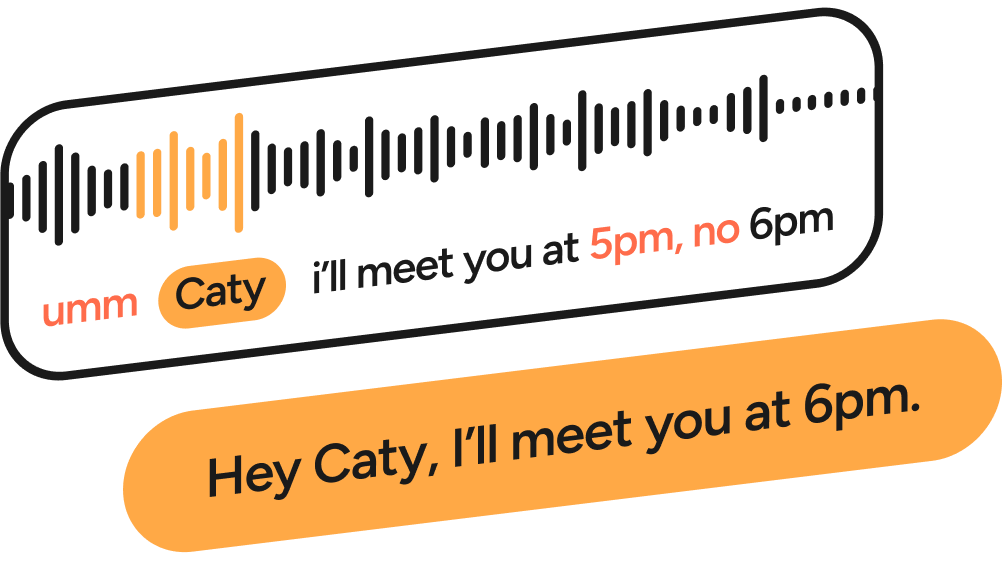 umm Caty i’ll meet you at 5pm, no 6pm
Hey Caty, I’ll meet you at 6pm.